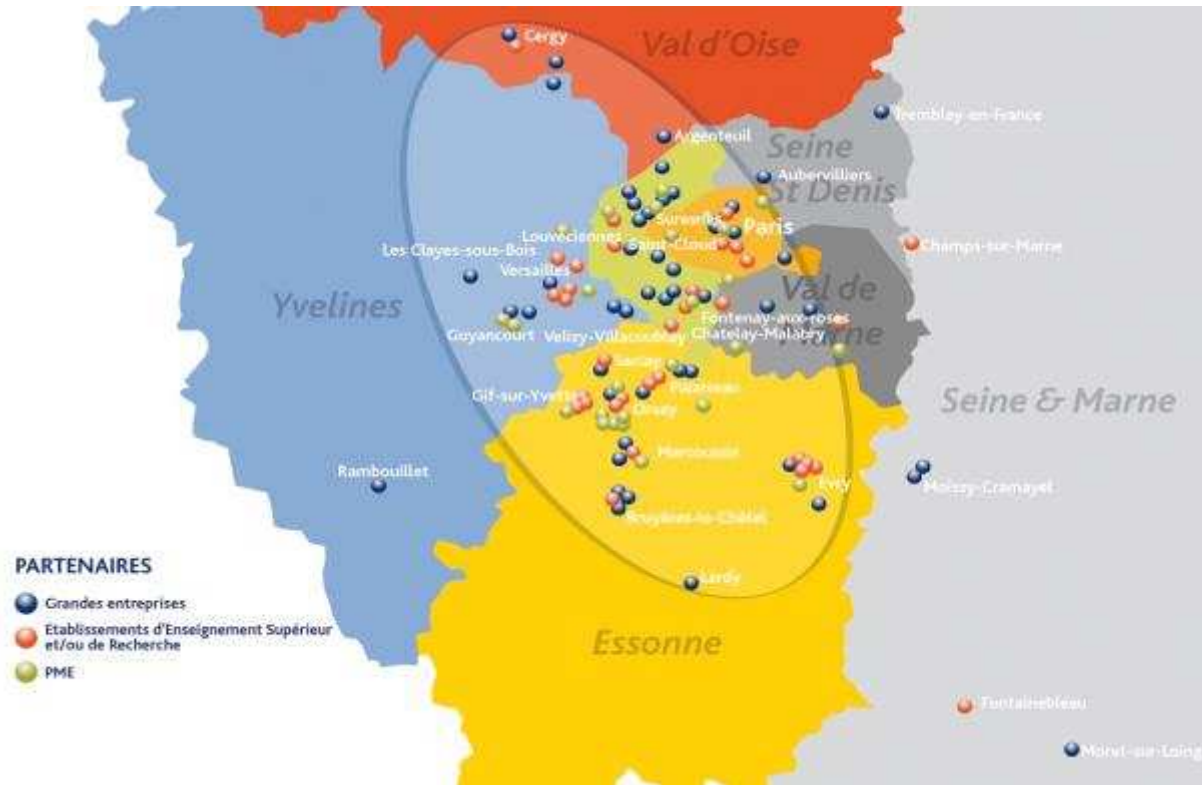 Cergy
Val d'Oise
Tremblay-en-France
Argenteuil
Seine
St Denis
Aubervilliers
Suresnes
Paris
Louveciennes
Saint-Cloud
Champs-sur-Marne
Les Clayes-sous-Bois
Versailles
Yvelines
Val de
Marne
Fontenay-aux-roses
Guyancourt
Velizy-Villacoublay
Chatelay-Malabry
Saclay
Palaiseau
Gif-sur-Yvette
Orsay
Seine & Marne
Marcoussis
Rambouillet
Evry
Moissy-Cramayel
Bruyères-le-Châtel
PARTENAIRES
Grandes entreprises
Etablissements d'Enseignement Supérieur
et/ou de Recherche
PME
Lardy
Essonne
Fontainebleau
Moret-sur-Loing